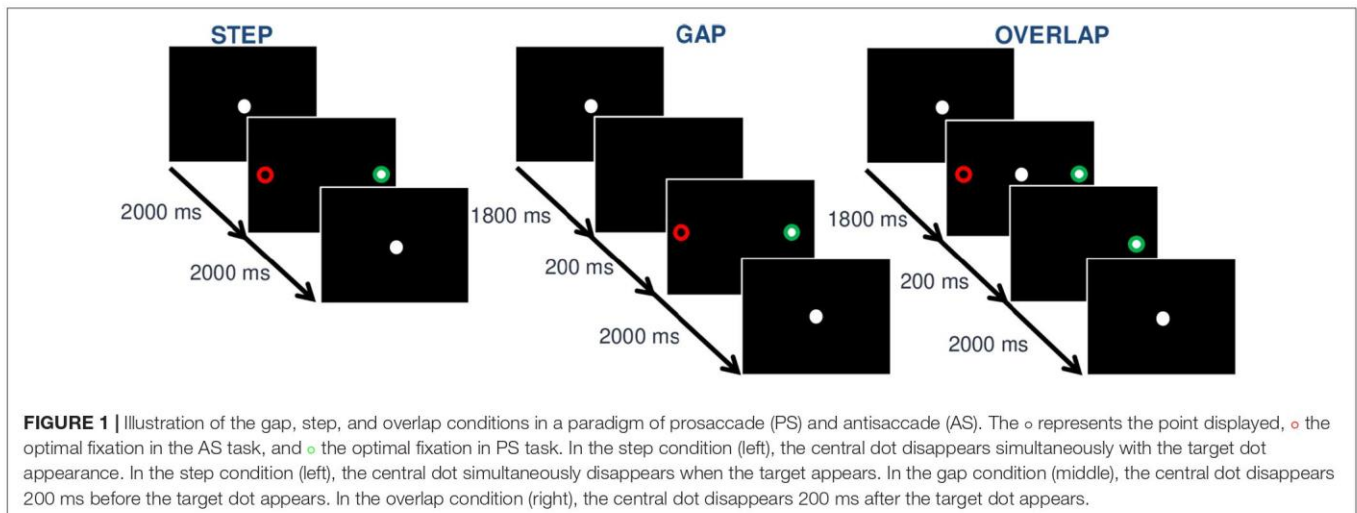 STEP
GAP
OVERLAP
2000 ms
2000 ms
1800 ms
200 ms
2000 ms
1800 ms
200 ms
2000 ms
FIGURE 1 | Illustration of the gap, step, and overlap conditions in a paradigm of prosaccade (PS) and antisaccade (AS). The o represents the point displayed, o the
optimal fixation in the AS task, and o the optimal fixation in PS task. In the step condition (left), the central dot disappears simultaneously with the target dot
appearance. In the step condition (left), the central dot simultaneously disappears when the target appears. In the gap condition (middle), the central dot disappears
200 ms before the target dot appears. In the overlap condition (right), the central dot disappears 200 ms after the target dot appears.